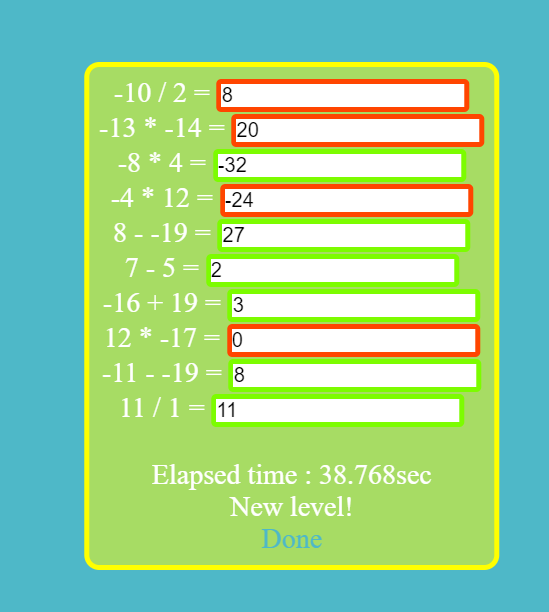 -10 / 2 = 8
-13 * -14 = 20
-8 * 4 = -32
-4 * 12 = -24
8 - -19 = 27
7 - 5 = 2
-16 + 19 = 3
12 * -17 = 0
-11 - -19 = 8
11 / 1 = 11
Elapsed time : 38.768sec
New level!
Done